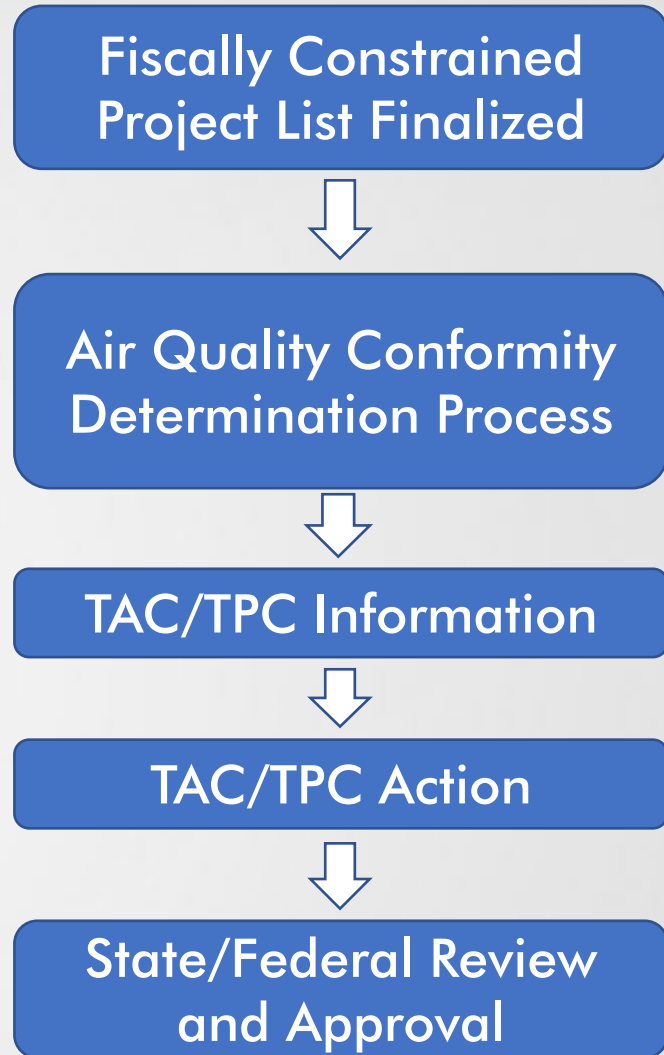 Fiscally Constrained
Project List Finalized
Air Quality Conformity
Determination Process
TAC/TPC Information
TAC/TPC Action
State/Federal Review
and Approval